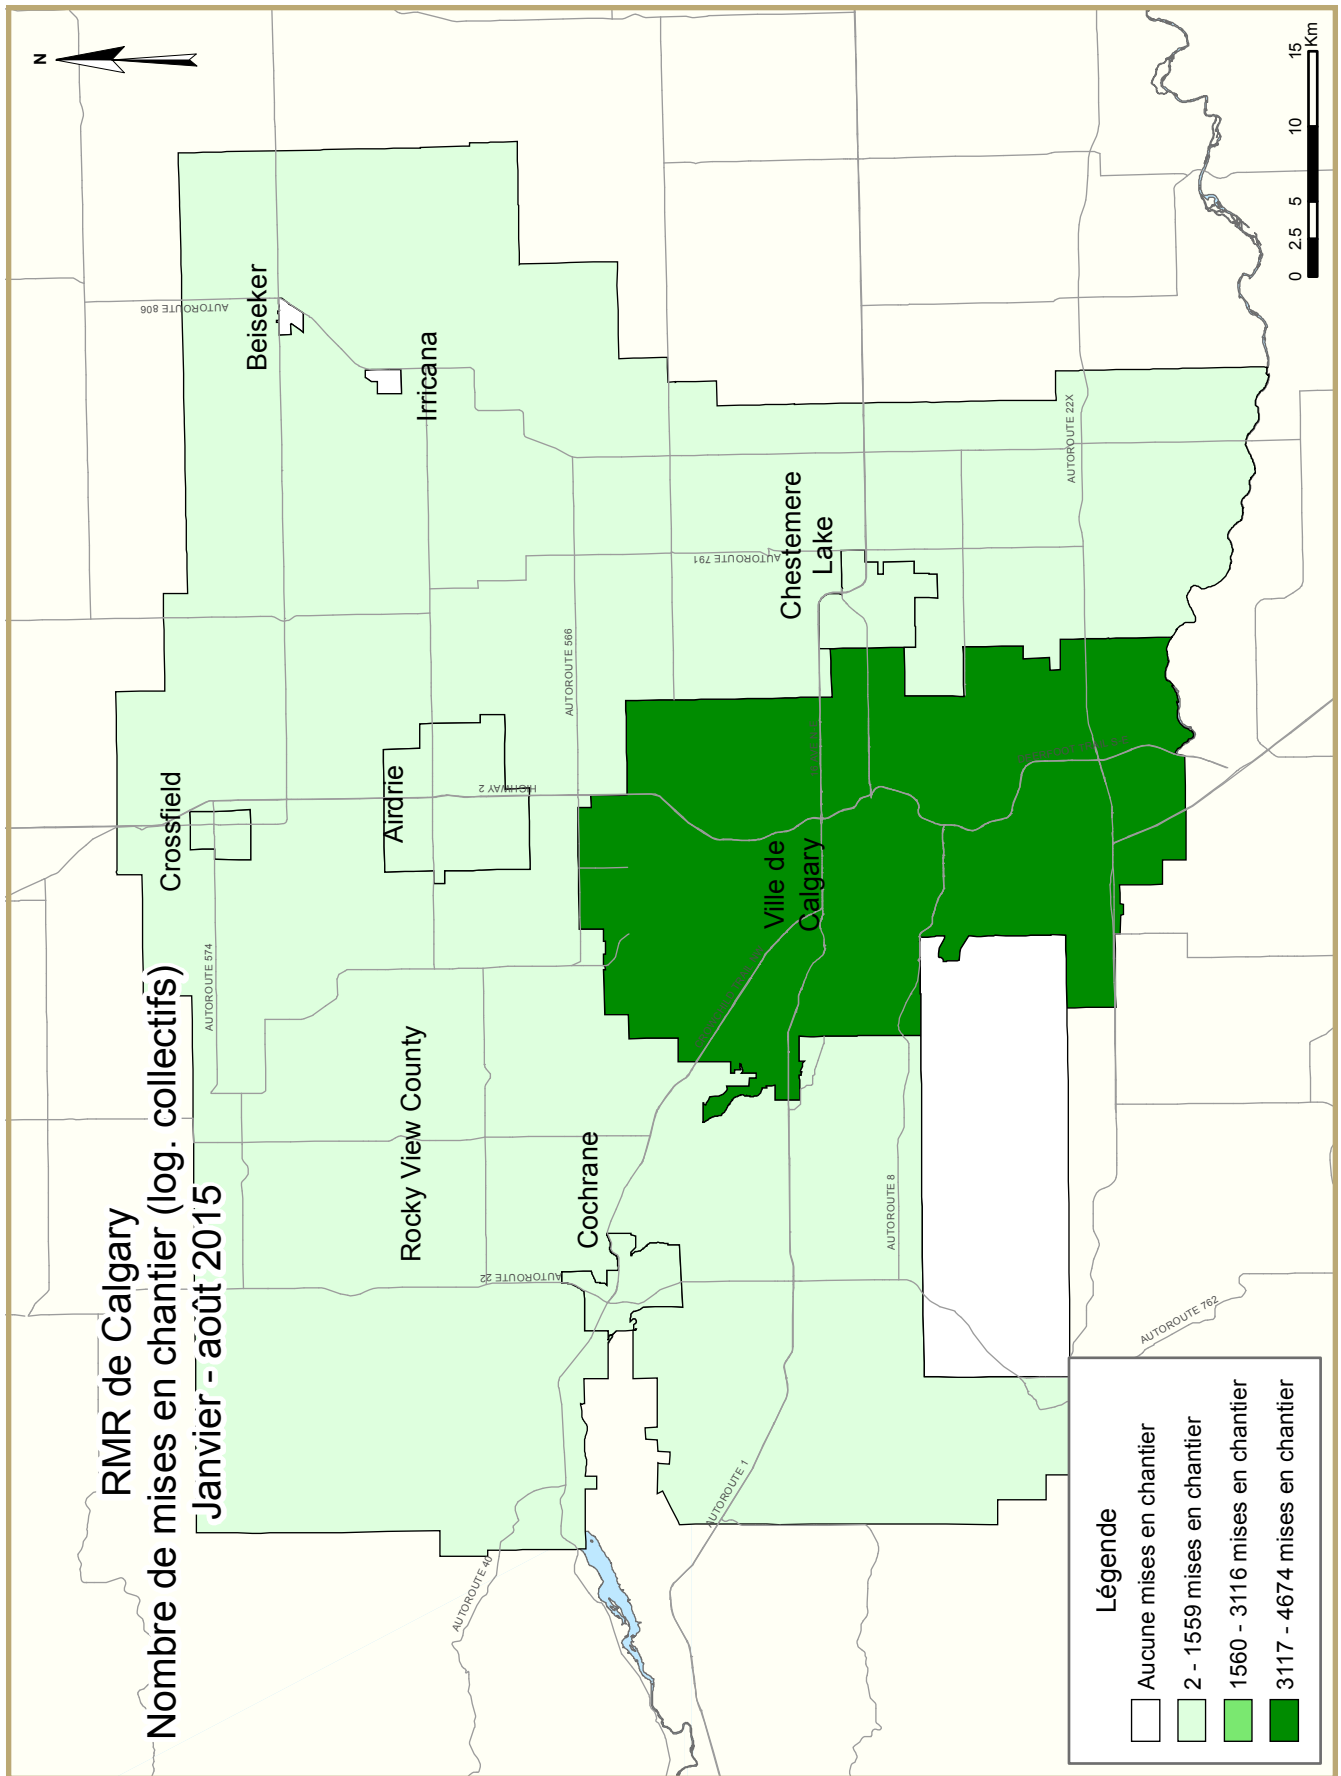 RMR de Calgary
Nombre de mises en chantier (log. collectifs)
Janvier - août 2015
N
Crossfield
Beiseker
Irricana
Airdrie
Rocky View County
Cochrane
Chestemere
Lake
Ville de
Calgary
AUTOROUTE 574
AUTOROUTE 806
AUTOROUTE 566
HIGHWAY 2
AUTOROUTE 791
AUTOROUTE 22
AUTOROUTE 40
AUTOROUTE 1
AUTOROUTE 8
AUTOROUTE 22X
AUTOROUTE 762
Légende
Aucune mises en chantier
2 - 1559 mises en chantier
1560 - 3116 mises en chantier
3117 - 4674 mises en chantier
0 2.5 5 10 15
Km